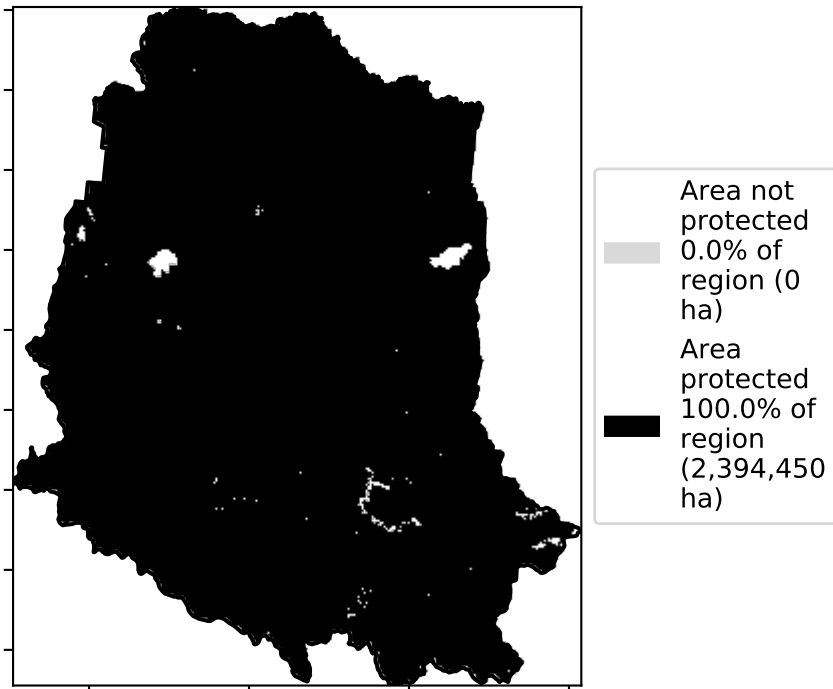 Area not
protected
0.0% of
region (0
ha)
Area
protected
100.0% of
region
(2,394,450
ha)